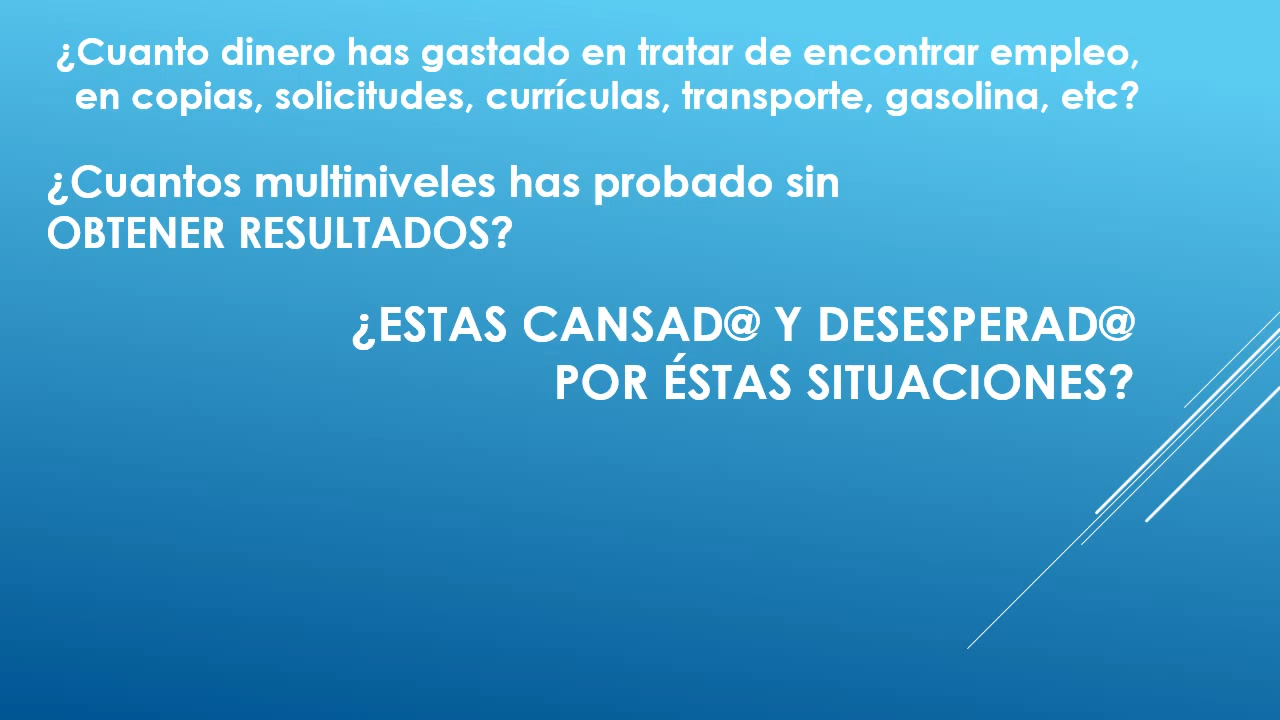 ¿Cuanto dinero has gastado en tratar de encontrar empleo,
en copias, solicitudes, currículas, transporte, gasolina, etc?
¿Cuantos multiniveles has probado sin
OBTENER RESULTADOS?
¿ESTAS CANSAD@ Y DESESPERAD@
POR ÉSTAS SITUACIONES?